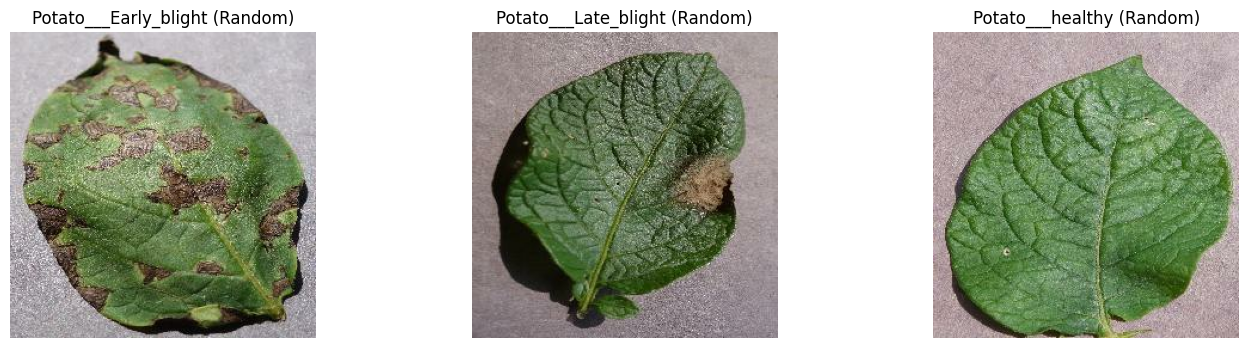 Potato___Early_blight (Random)
Potato___Late_blight (Random)
Potato___healthy (Random)